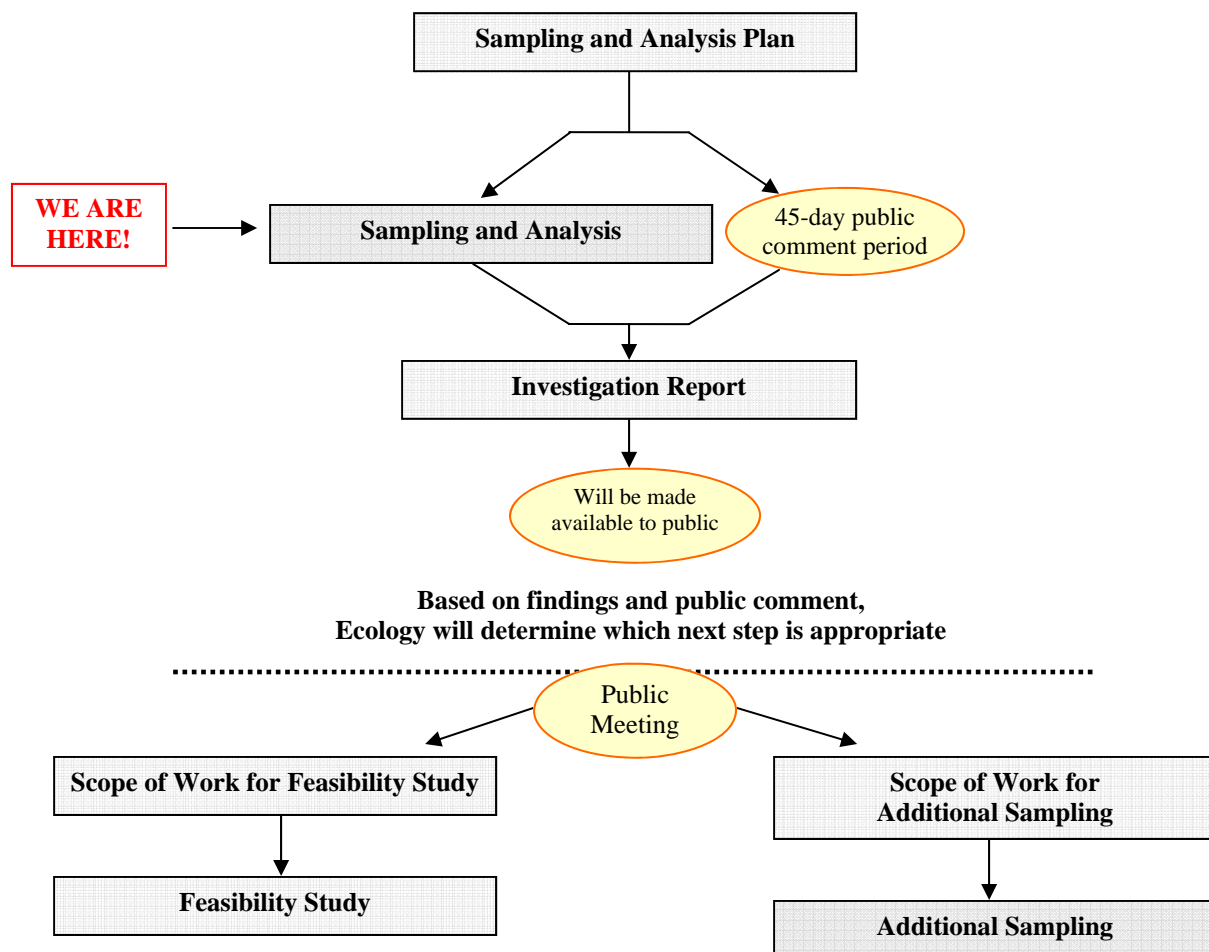 Sampling and Analysis Plan
WE ARE
HERE!
Sampling and Analysis
45-day public
comment period
Investigation Report
Will be made
available to public
Based on findings and public comment,
Ecology will determine which next step is appropriate
Public
Meeting
Scope of Work for Feasibility Study
Scope of Work for
Additional Sampling
Feasibility Study
Additional Sampling